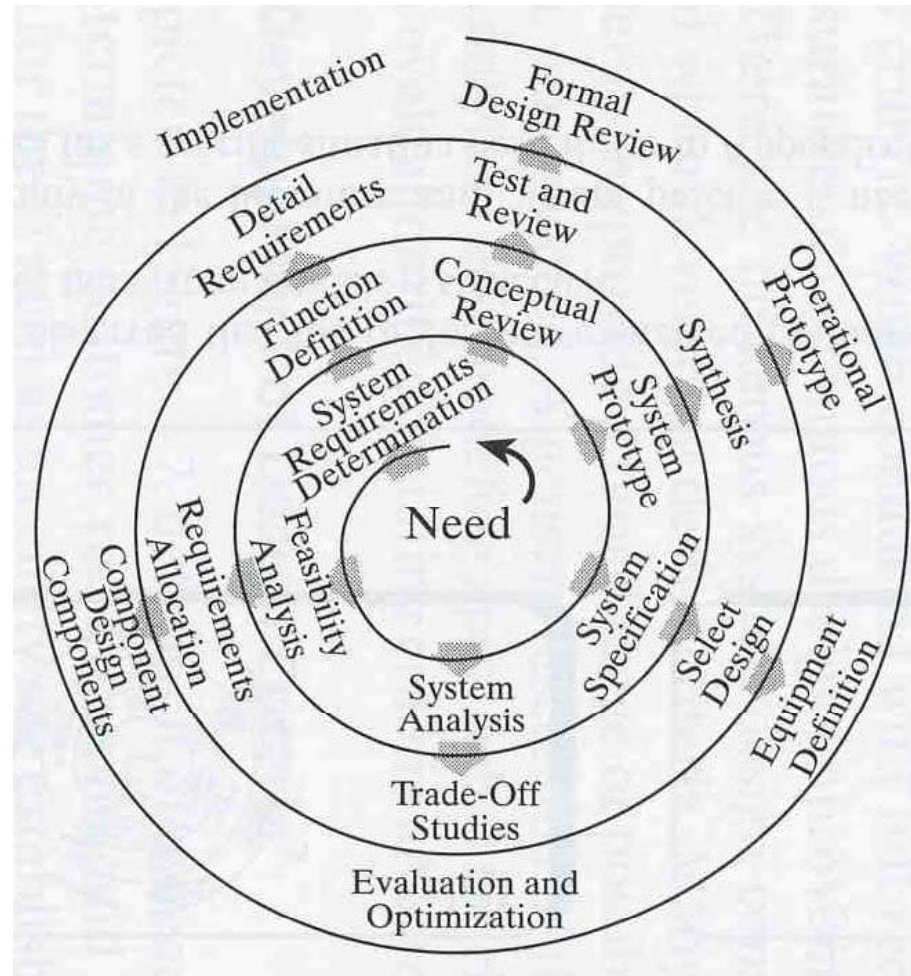 Need
System
Requirements
Determination
Feasibility
Analysis
System
Analysis
System
Specification
System
Prototype
Conceptual
Review
Function
Definition
Requirements
Allocation
Trade-Off
Studies
Select
Design
Synthesis
Test and
Review
Detail
Requirements
Component
Design
Components
Evaluation and
Optimization
Equipment
Definition
Operational
Prototype
Formal
Design Review
Implementation